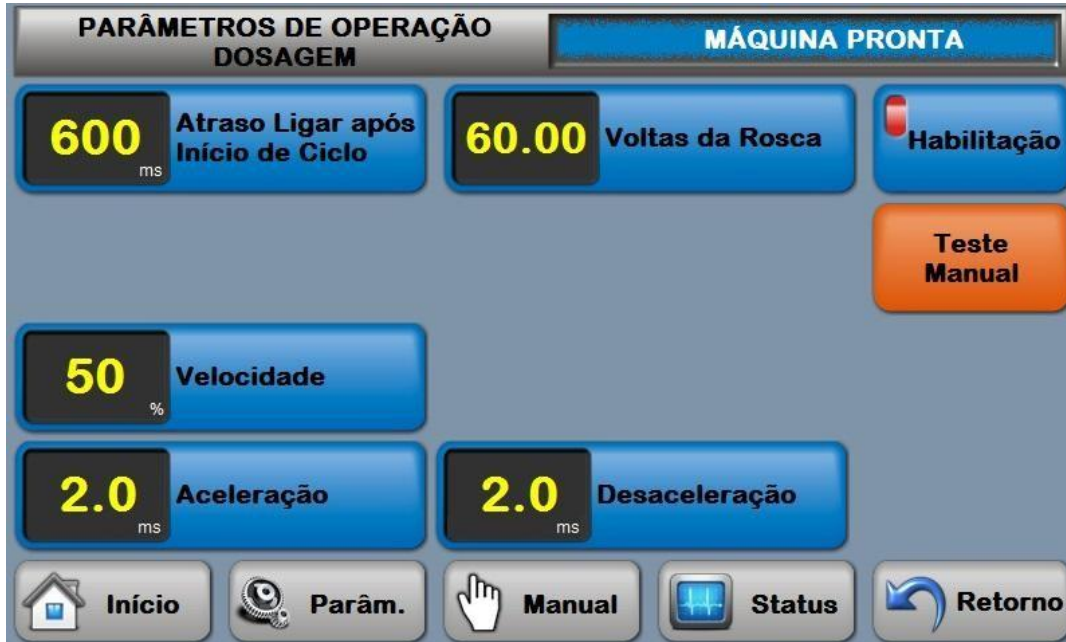 PARÂMETROS DE OPERAÇÃO
DOSAGEM
MÁQUINA PRONTA
600
ms
Atraso Ligar após
Início de Ciclo
60.00
Voltas da Rosca
Habilitação
Teste
Manual
50
%
Velocidade
2.0
ms
Aceleração
2.0
ms
Desaceleração
Início
Parâm.
Manual
Status
Retorno